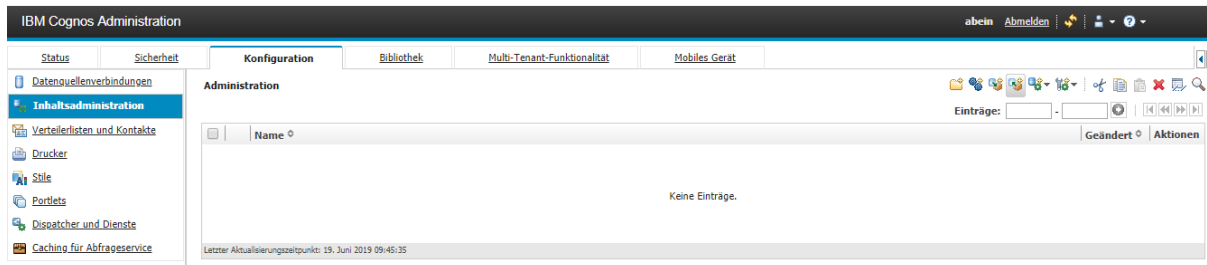 IBM Cognos Administration
abein Abmelden
Status Sicherheit Konfiguration Bibliothek Multi-Tenant-Funktionalität Mobiles Gerät
Datenquellenverbindungen
Inhaltsadministration
Verteilerlisten und Kontakte
Drucker
Stile
Portlets
Dispatcher und Dienste
Caching für Abfrageservice
Administration
Einträge: -
Name Geändert Aktionen
Keine Einträge.
Letzter Aktualisierungszeitpunkt: 19. Juni 2019 09:45:35